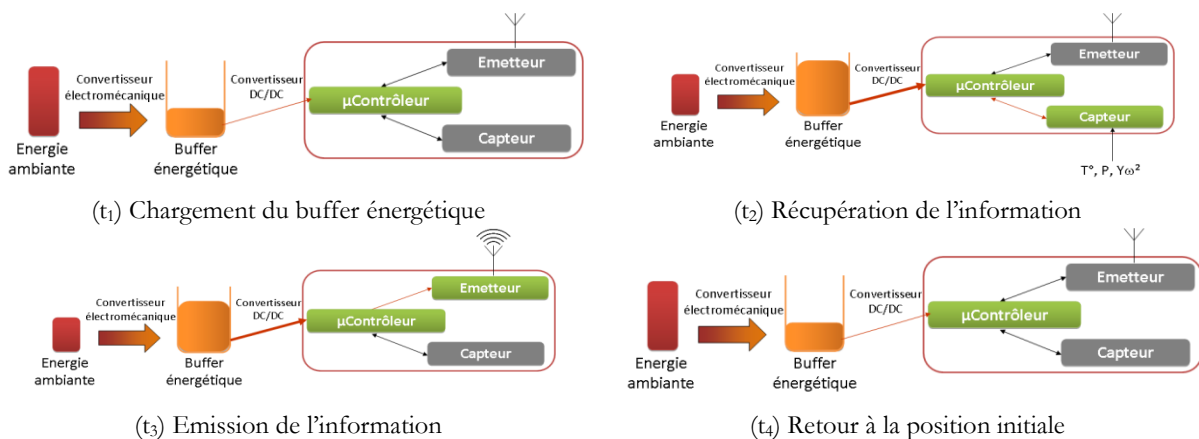 Convertisseur
électromécanique
Convertisseur
DC/DC
Emetteur
µContrôleur
Capteur
Energie
ambiante
Buffer
énergétique
(t₁) Chargement du buffer énergétique
Convertisseur
électromécanique
Convertisseur
DC/DC
Emetteur
µContrôleur
Capteur
Energie
ambiante
Buffer
énergétique
T°, P, Yω²
(t₂) Récupération de l'information
Convertisseur
électromécanique
Convertisseur
DC/DC
Emetteur
µContrôleur
Capteur
Energie
ambiante
Buffer
énergétique
(t₃) Emission de l'information
Convertisseur
électromécanique
Convertisseur
DC/DC
Emetteur
µContrôleur
Capteur
Energie
ambiante
Buffer
énergétique
(t₄) Retour à la position initiale